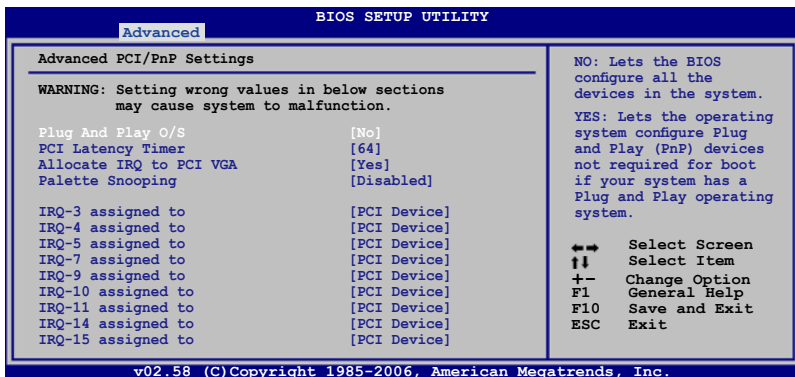 BIOS SETUP UTILITY
Advanced
Advanced PCI/PnP Settings
WARNING: Setting wrong values in below sections
may cause system to malfunction.
Plug And Play O/S [No]
PCI Latency Timer [64]
Allocate IRQ to PCI VGA [Yes]
Palette Snooping [Disabled]
IRQ-3 assigned to [PCI Device]
IRQ-4 assigned to [PCI Device]
IRQ-5 assigned to [PCI Device]
IRQ-7 assigned to [PCI Device]
IRQ-9 assigned to [PCI Device]
IRQ-10 assigned to [PCI Device]
IRQ-11 assigned to [PCI Device]
IRQ-14 assigned to [PCI Device]
IRQ-15 assigned to [PCI Device]
NO: Lets the BIOS
configure all the
devices in the system.
YES: Lets the operating
system configure Plug
and Play (PnP) devices
not required for boot
if your system has a
Plug and Play operating
system.
←→ Select Screen
↑↓ Select Item
+- Change Option
F1 General Help
F10 Save and Exit
ESC Exit
v02.58 (C)Copyright 1985-2006, American Megatrends, Inc.